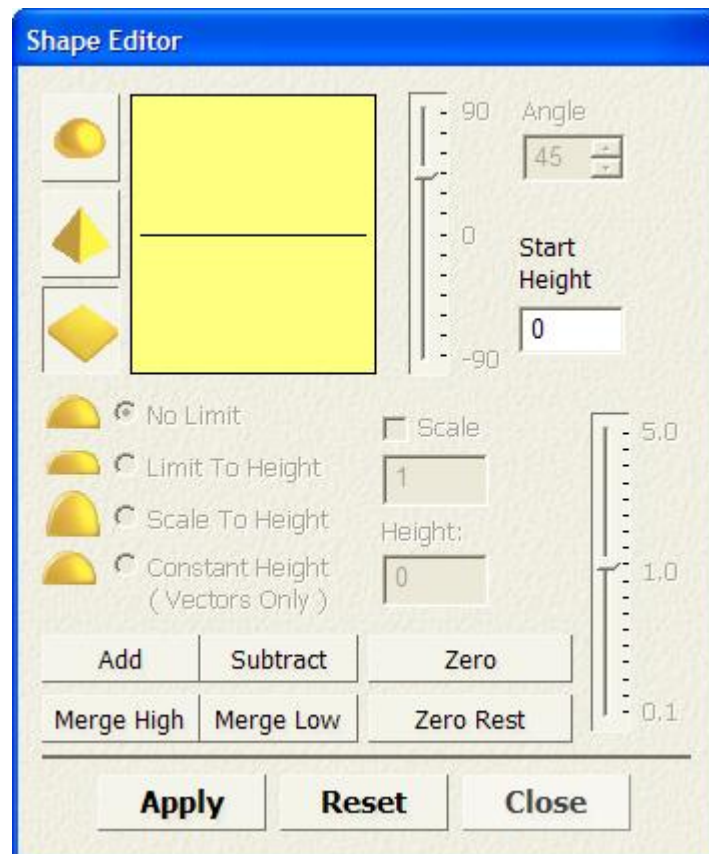 Shape Editor
90 Angle
45
0 Start
Height
0
-90
No Limit
Scale
5.0
Limit To Height
1
Scale To Height
Height:
Constant Height
( Vectors Only )
0
1.0
Add Subtract Zero
Merge High Merge Low Zero Rest
0.1
Apply Reset Close